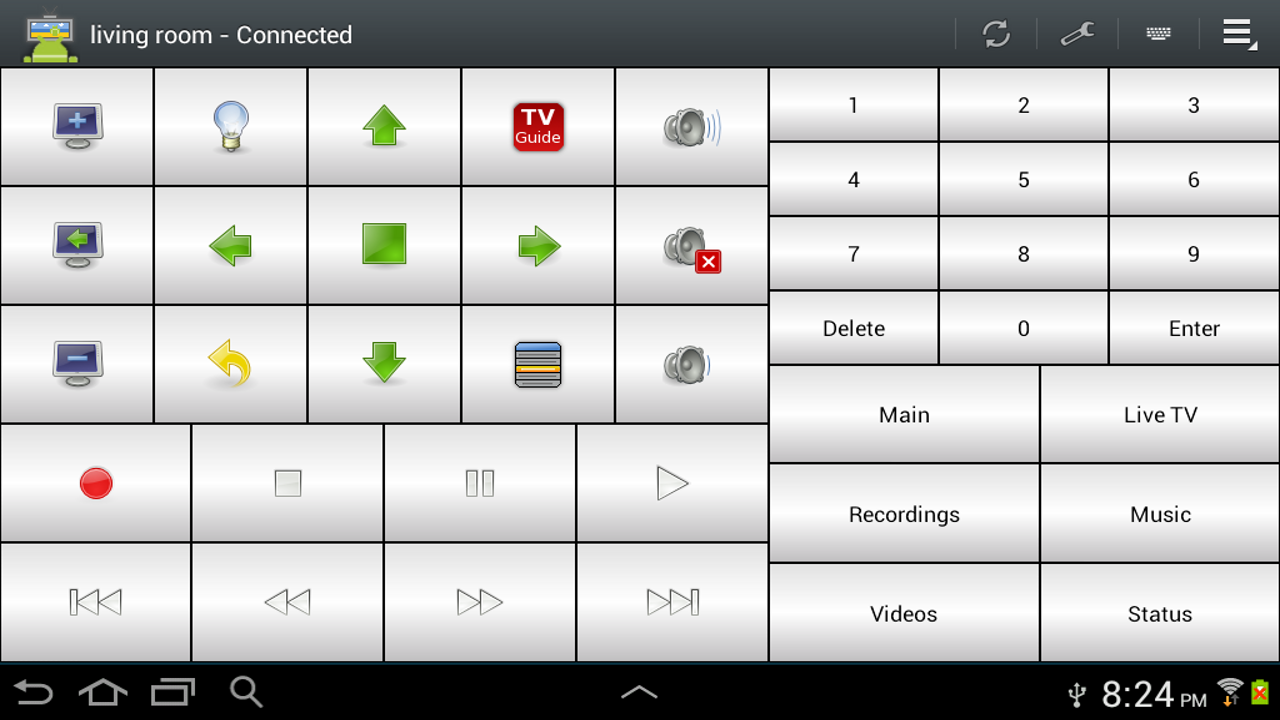 living room - Connected
TV
Guide
1 2 3
4 5 6
7 8 9
Delete 0 Enter
Main Live TV
Recordings Music
Videos Status
8:24 PM